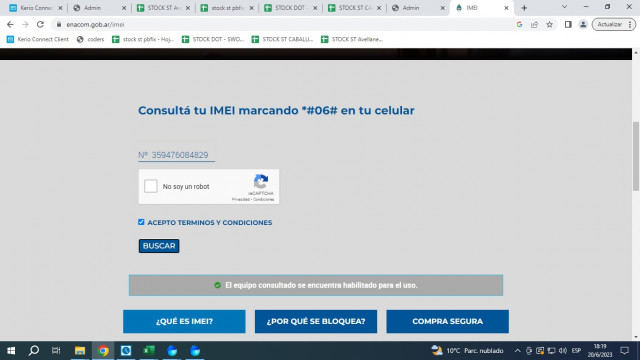 Kerio Connect
Admin
STOCK ST Av
stock st pbfix
STOCK DOT -
STOCK ST CA
Admin
IMEI
enacom.gob.ar/imei
Actualizar
Kerio Connect Client
coders
stock st pbfix - Hoj...
STOCK DOT - SWO...
STOCK ST CABALU...
STOCK ST Avellane...
Consultá tu IMEI marcando *#06# en tu celular
Nº 359476084829
No soy un robot
reCAPTCHA
Privacidad - Condiciones
ACEPTO TERMINOS Y CONDICIONES
BUSCAR
El equipo consultado se encuentra habilitado para el uso.
¿QUÉ ES IMEI?
¿POR QUÉ SE BLOQUEA?
COMPRA SEGURA
10°C Parc. nublado
ESP
18:19
20/6/2023